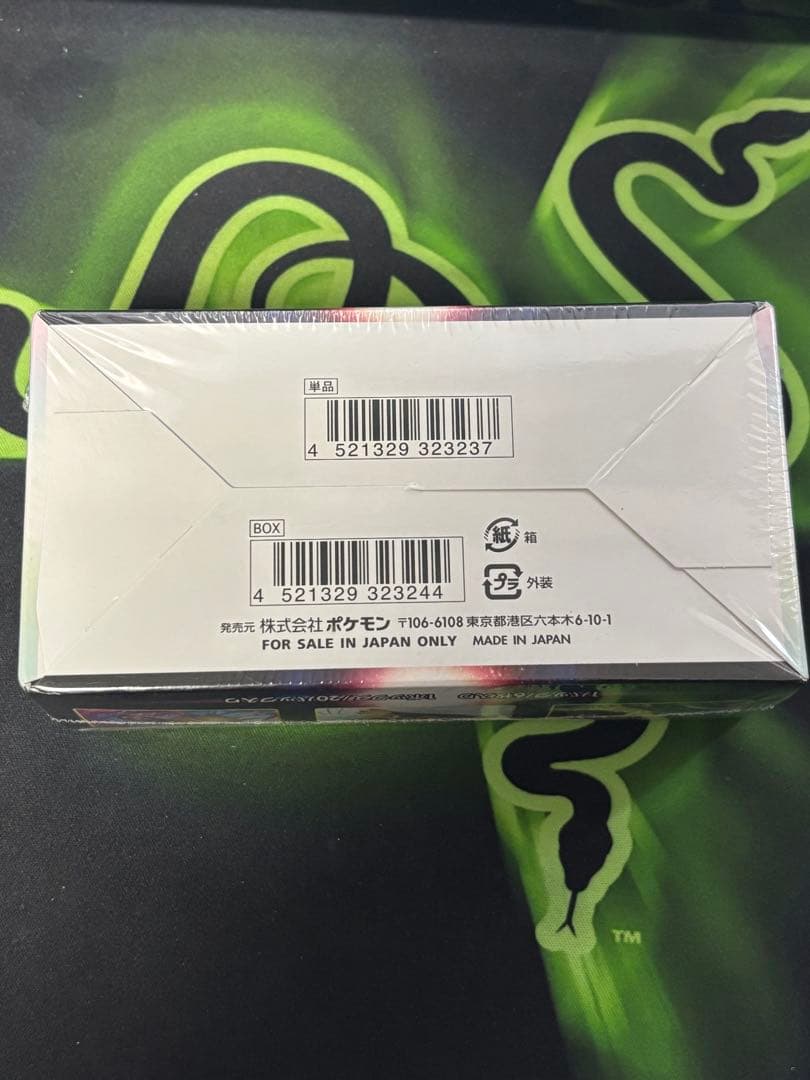 単品
4 521329 323237
BOX
4 521329 323244
紙 箱
プラ 外装
発売元 株式会社ポケモン 〒106-6108 東京都港区六本木6-10-1
FOR SALE IN JAPAN ONLY MADE IN JAPAN
TM